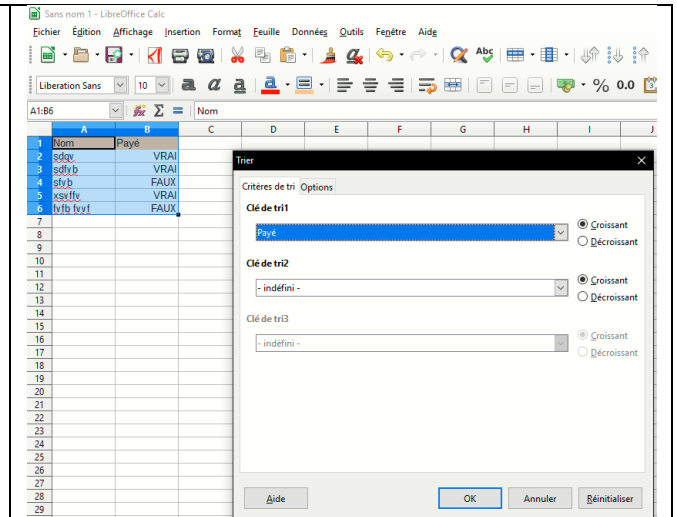 Sans nom 1 - LibreOffice Calc
Fichier Édition Affichage Insertion Format Feuille Données Outils Fenêtre Aide
Liberation Sans 10 a a a a % 0.0
A1:B6 Σ = Nom
A B C D E F G H I J
1 Nom Payé
2 sdqv VRAI
3 sdfvb VRAI
4 sfvb FAUX
5 xsvffv VRAI
6 fvfb fvvf FAUX
7
8
9
10
11
12
13
14
15
16
17
18
19
20
21
22
23
24
25
26
27
28
29
Trier
Critères de tri Options
Clé de tri1
Payé
Croissant
Décroissant
Clé de tri2
- indéfini -
Croissant
Décroissant
Clé de tri3
- indéfini -
Croissant
Décroissant
Aide OK Annuler Réinitialiser